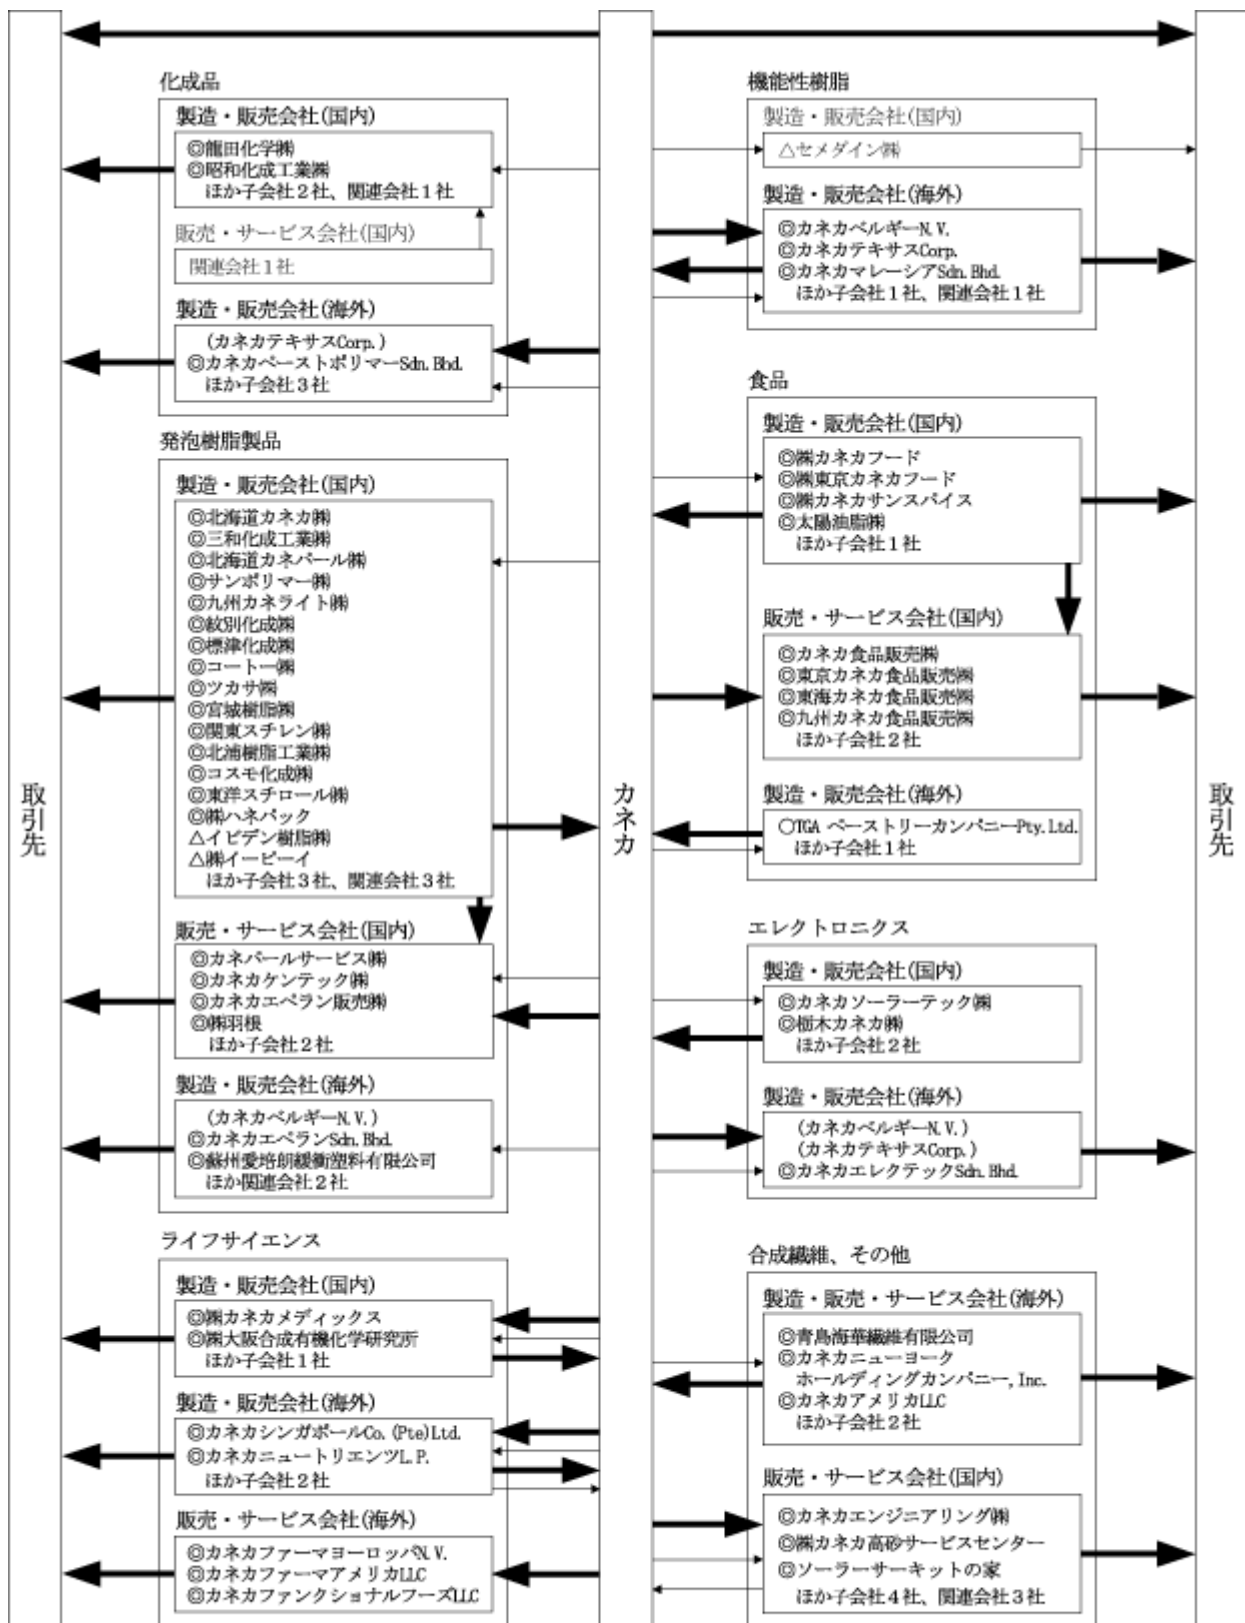 取引先
カネカ
取引先
化成品
製造・販売会社(国内)
◎龍田化学㈱
◎昭和化成工業㈱
ほか子会社２社、関連会社１社
販売・サービス会社(国内)
関連会社１社
製造・販売会社(海外)
(カネカテキサスCorp.)
◎カネカペーストポリマーSdn.Bhd.
ほか子会社３社
発泡樹脂製品
製造・販売会社(国内)
◎北海道カネカ㈱
◎三和化成工業㈱
◎北海道カネパール㈱
◎サンポリマー㈱
◎九州カネライト㈱
◎紋別化成㈱
◎標津化成㈱
◎コートー㈱
◎ツカサ㈱
◎宮城樹脂㈱
◎関東スチレン㈱
◎北浦樹脂工業㈱
◎コスモ化成㈱
◎東洋スチロール㈱
◎㈱ハネパック
△イビデン樹脂㈱
△㈱イーピーイ
ほか子会社３社、関連会社３社
販売・サービス会社(国内)
◎カネパールサービス㈱
◎カネカケンテック㈱
◎カネカエペラン販売㈱
◎㈱羽根
ほか子会社２社
製造・販売会社(海外)
(カネカベルギーN.V.)
◎カネカエペランSdn.Bhd.
◎蘇州愛培朗緩衝塑料有限公司
ほか関連会社２社
ライフサイエンス
製造・販売会社(国内)
◎㈱カネカメディックス
◎㈱大阪合成有機化学研究所
ほか子会社１社
製造・販売会社(海外)
◎カネカシンガポールCo.(Pte)Ltd.
◎カネカニュートリエンツL.P.
ほか子会社２社
販売・サービス会社(海外)
◎カネカファーマヨーロッパN.V.
◎カネカファーマアメリカLLC
◎カネカファンクショナルフーズLLC
機能性樹脂
製造・販売会社(国内)
△セメダイン㈱
製造・販売会社(海外)
◎カネカベルギーN.V.
◎カネカテキサスCorp.
◎カネカマレーシアSdn.Bhd.
ほか子会社１社、関連会社１社
食品
製造・販売会社(国内)
◎㈱カネカフード
◎㈱東京カネカフード
◎㈱カネカサンスパイス
◎太陽油脂㈱
ほか子会社１社
販売・サービス会社(国内)
◎カネカ食品販売㈱
◎東京カネカ食品販売㈱
◎東海カネカ食品販売㈱
◎九州カネカ食品販売㈱
ほか子会社２社
製造・販売会社(海外)
○TGA ペーストリーカンパニーPty.Ltd.
ほか子会社１社
エレクトロニクス
製造・販売会社(国内)
◎カネカソーラーテック㈱
◎栃木カネカ㈱
ほか子会社２社
製造・販売会社(海外)
(カネカベルギーN.V.)
(カネカテキサスCorp.)
◎カネカエレクテックSdn.Bhd.
合成繊維、その他
製造・販売・サービス会社(海外)
◎青島海華繊維有限公司
◎カネカニューヨーク
ホールディングカンパニー,Inc.
◎カネカアメリカLLC
ほか子会社２社
販売・サービス会社(国内)
◎カネカエンジニアリング㈱
◎㈱カネカ高砂サービスセンター
◎ソーラーサーキットの家
ほか子会社４社、関連会社３社